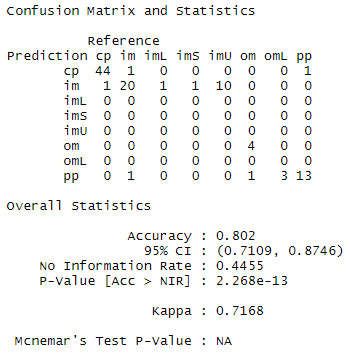 Confusion Matrix and Statistics
Reference
Prediction cp im imL imS imU om omL pp
cp 44 1 0 0 0 0 0 1
im 1 20 1 1 10 0 0 0
imL 0 0 0 0 0 0 0 0
imS 0 0 0 0 0 0 0 0
imU 0 0 0 0 0 0 0 0
om 0 0 0 0 0 4 0 0
omL 0 0 0 0 0 0 0 0
pp 0 1 0 0 0 1 3 13
Overall Statistics
Accuracy : 0.802
95% CI : (0.7109, 0.8746)
No Information Rate : 0.4455
P-Value [Acc > NIR] : 2.268e-13
Kappa : 0.7168
Mcnemar's Test P-Value : NA